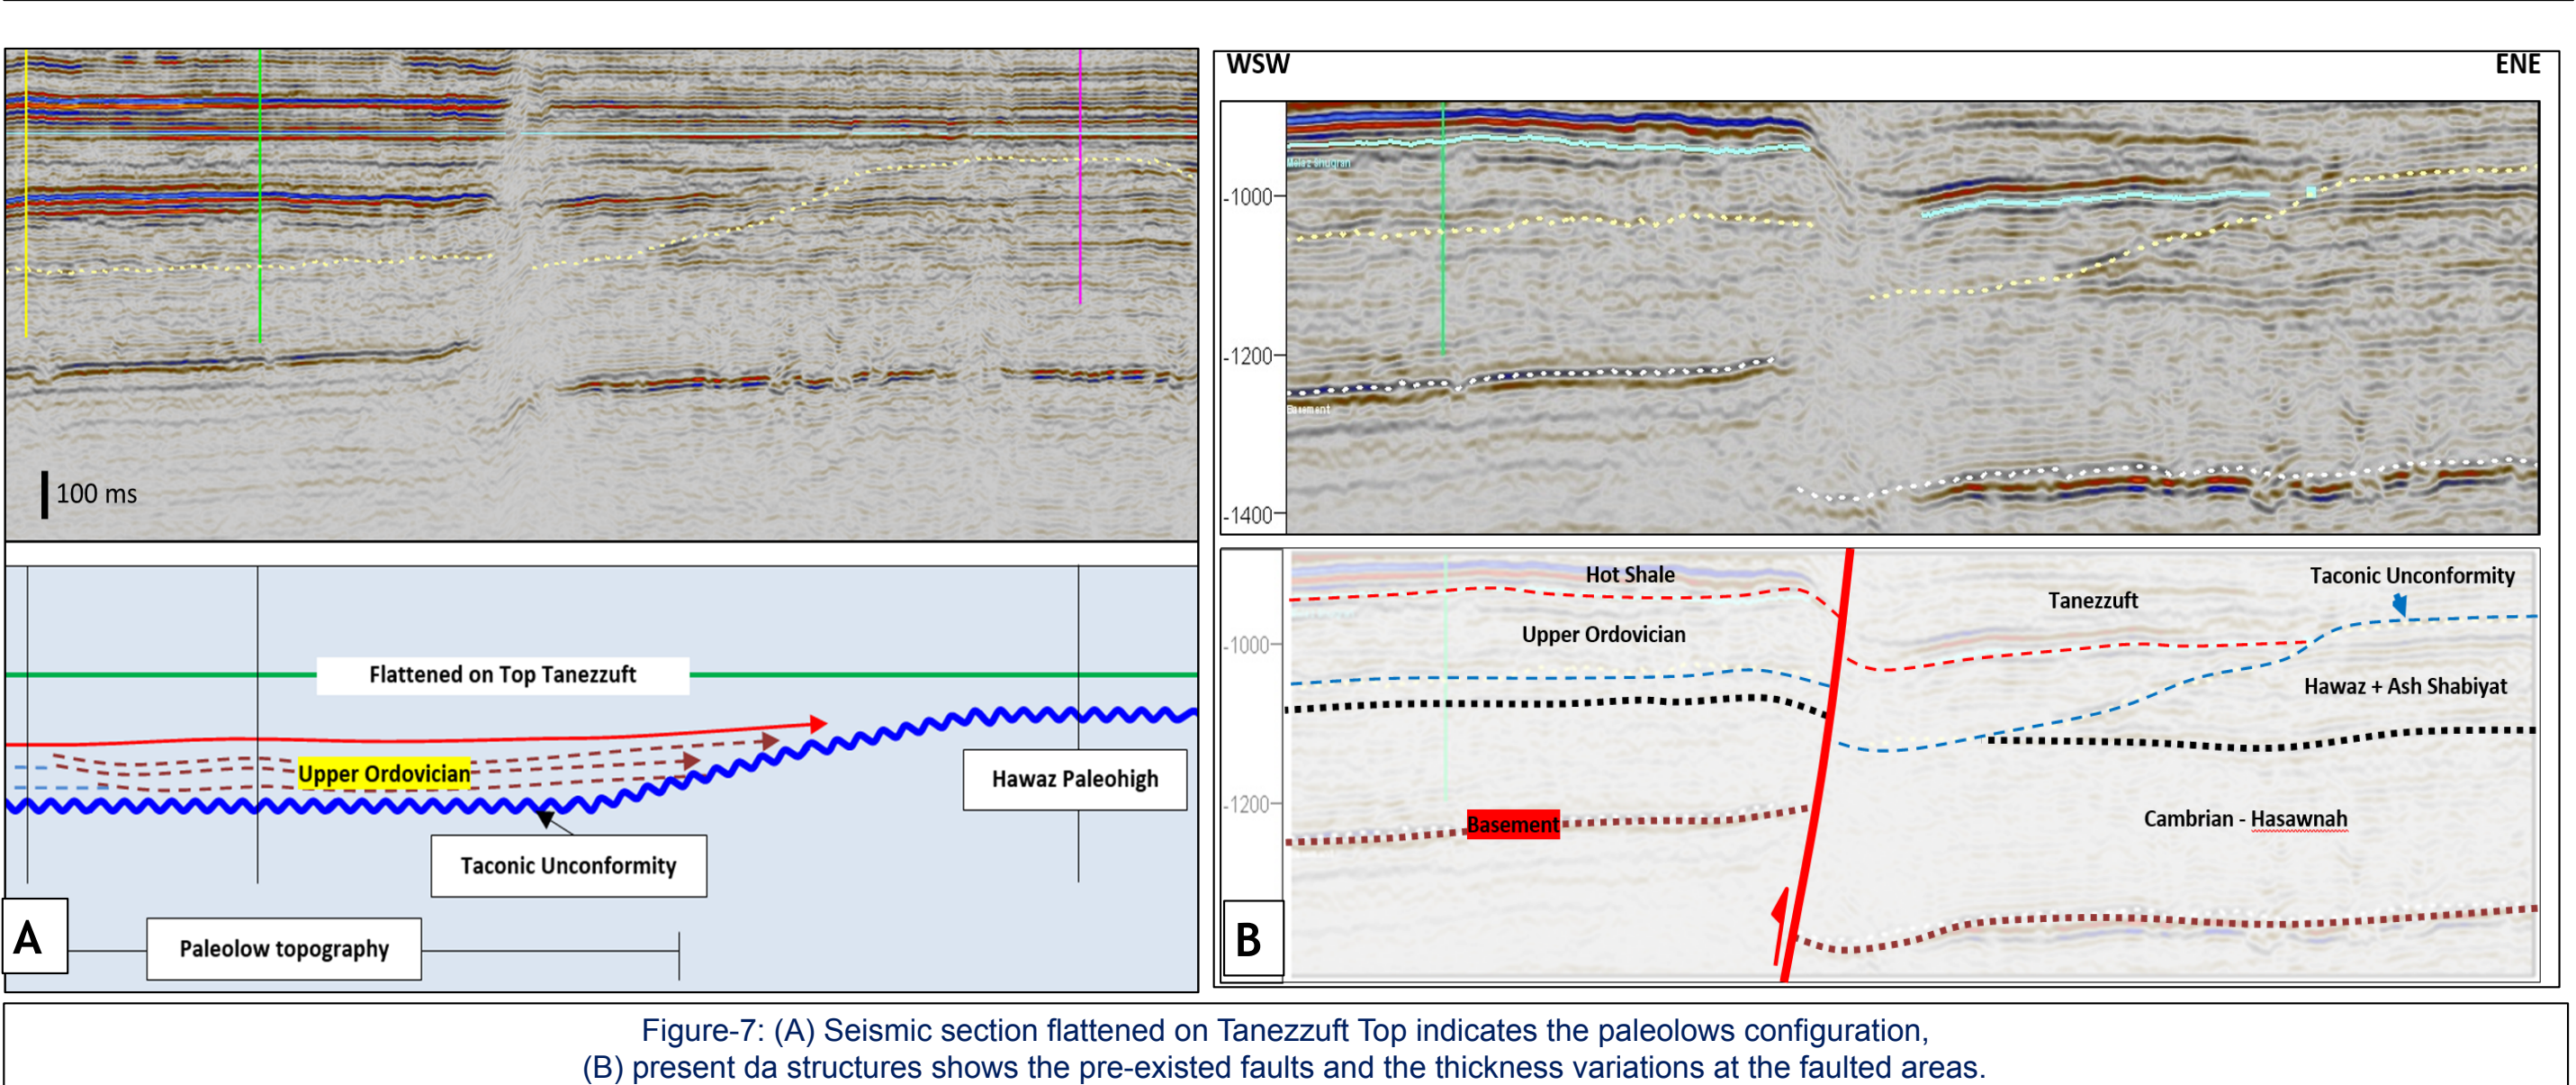 100 ms
Flattened on Top Tanezzuft
Upper Ordovician
Hawaz Paleohigh
Taconic Unconformity
A
Paleolow topography
WSW
ENE
-1000
-1200
Basement
-1400
Hot Shale
Taconic Unconformity
Tanezzuft
Upper Ordovician
-1000
Hawaz + Ash Shabiyat
-1200
Basement
Cambrian - Hasawnah
B
Figure-7: (A) Seismic section flattened on Tanezzuft Top indicates the paleolows configuration,
(B) present da structures shows the pre-existed faults and the thickness variations at the faulted areas.